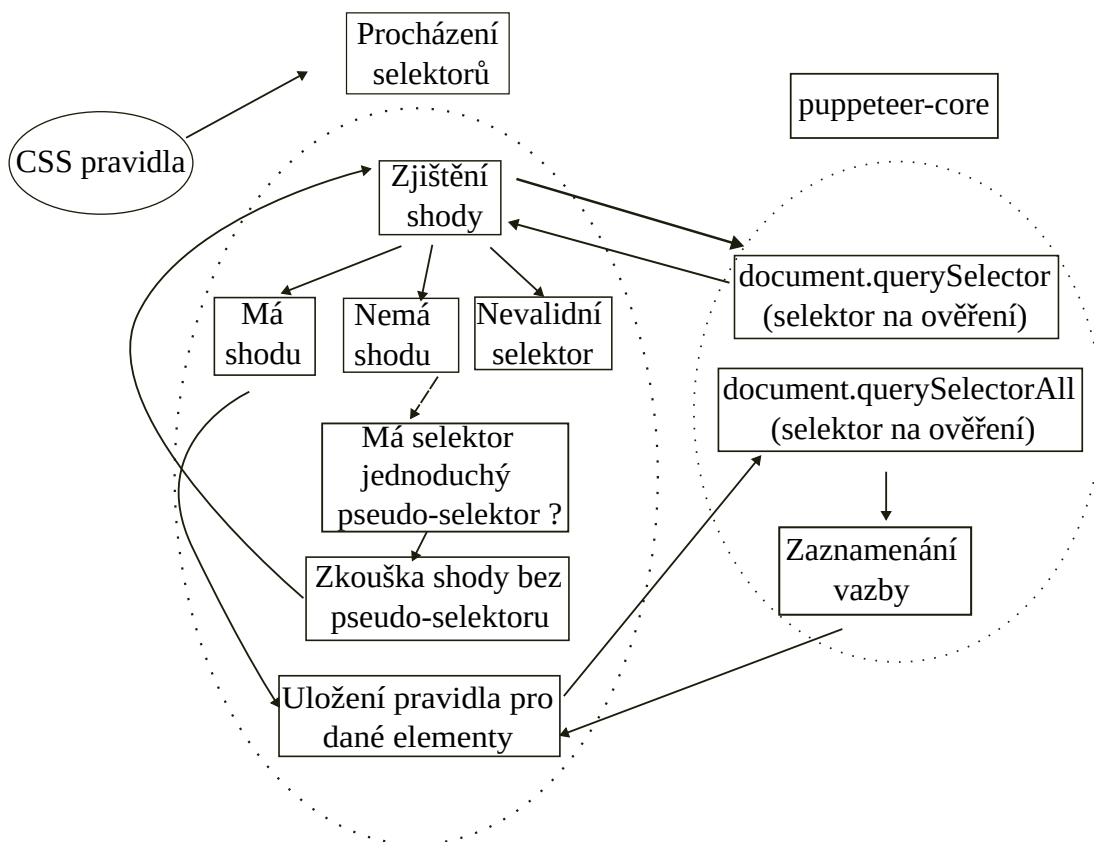 Procházení
selektorů
puppeteer-core
CSS pravidla
Zjištění
shody
document.querySelector
(selektor na ověření)
Má
shodu
Nemá
shodu
Nevalidní
selektor
document.querySelectorAll
(selektor na ověření)
Má selektor
jednoduchý
pseudo-selektor ?
Zaznamenání
vazby
Zkouška shody bez
pseudo-selektoru
Uložení pravidla pro
dané elementy